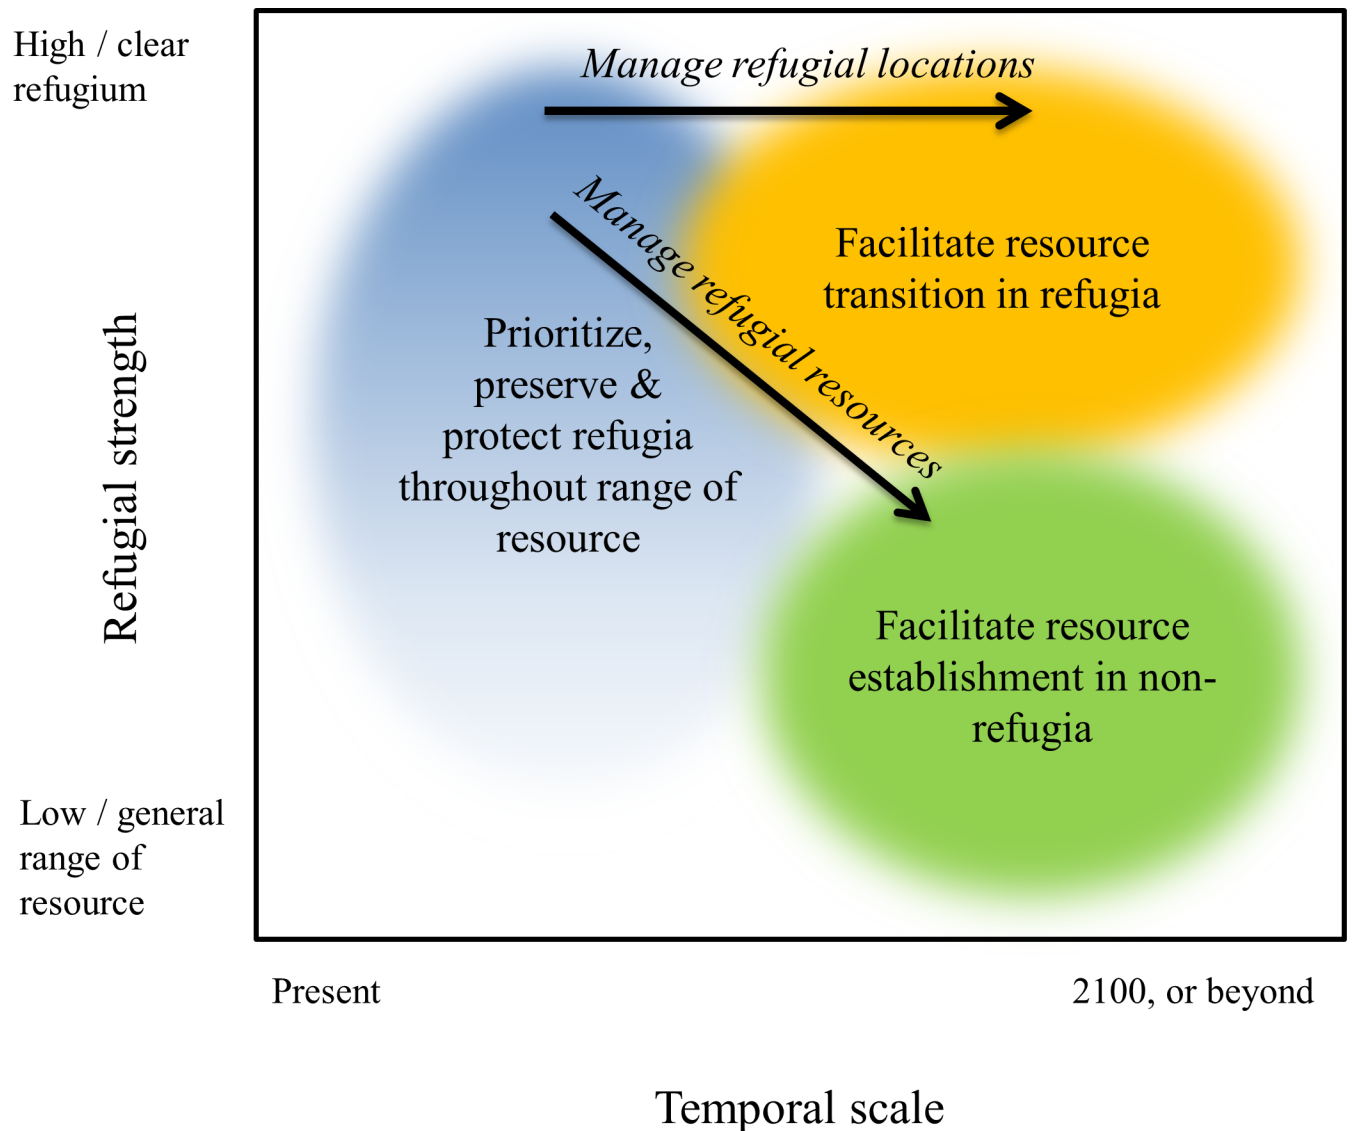 High / clear
refugium
Manage refugial locations
Manage refugial resources
Facilitate resource
transition in refugia
Prioritize,
preserve &
protect refugia
throughout range of
resource
Refugial strength
Facilitate resource
establishment in non-
refugia
Low / general
range of
resource
Present
2100, or beyond
Temporal scale